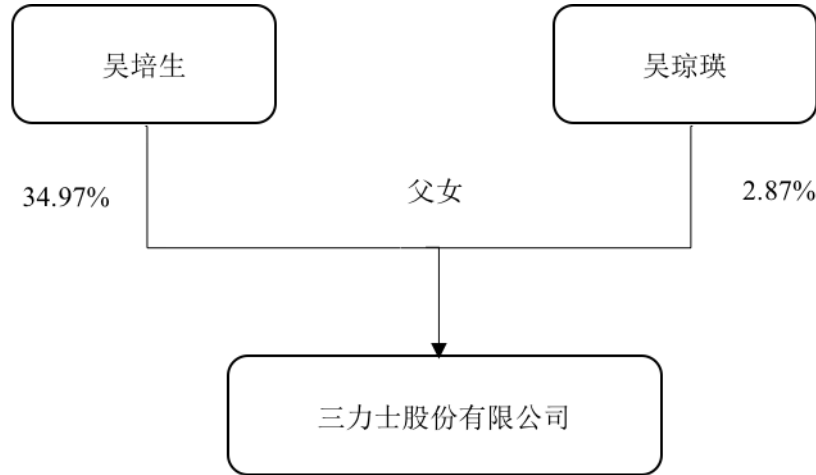 吴培生
吴琼瑛
34.97%
父女
2.87%
三力士股份有限公司